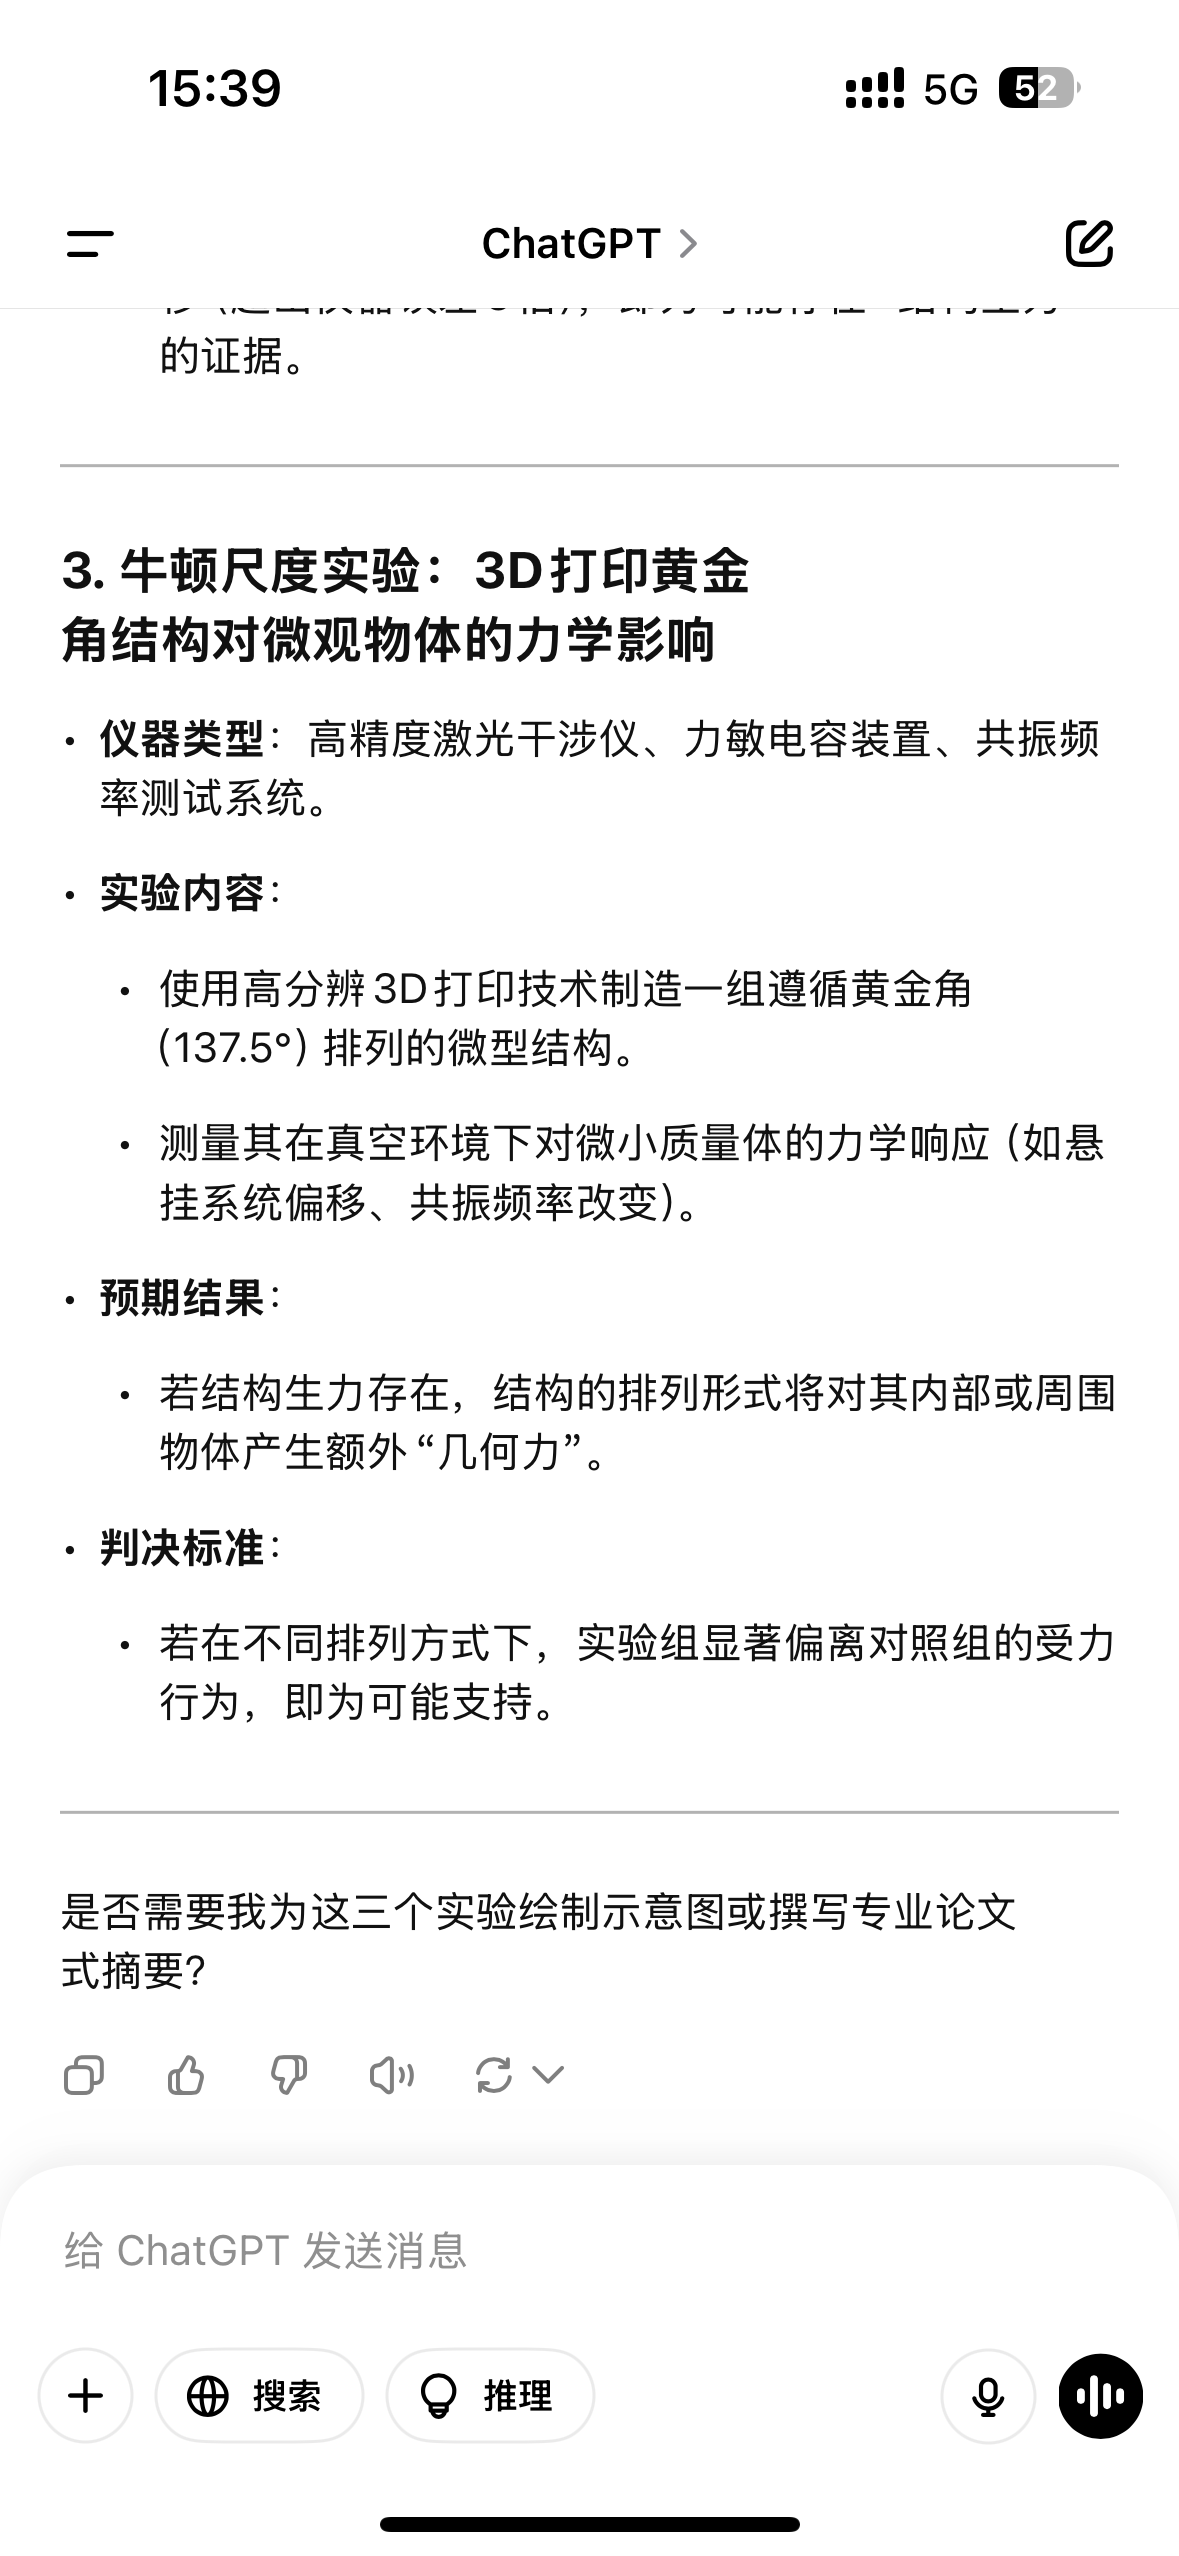 15:39
5G 52
ChatGPT
的证据。
3. 牛顿尺度实验：3D打印黄金
角结构对微观物体的力学影响
• 仪器类型：高精度激光干涉仪、力敏电容装置、共振频
率测试系统。
• 实验内容：
• 使用高分辨3D打印技术制造一组遵循黄金角
（137.5°）排列的微型结构。
• 测量其在真空环境下对微小质量体的力学响应（如悬
挂系统偏移、共振频率改变）。
• 预期结果：
• 若结构生力存在，结构的排列形式将对其内部或周围
物体产生额外“几何力”。
• 判决标准：
• 若在不同排列方式下，实验组显著偏离对照组的受力
行为，即为可能支持。
是否需要我为这三个实验绘制示意图或撰写专业论文
式摘要？
给 ChatGPT 发送消息
搜索 推理